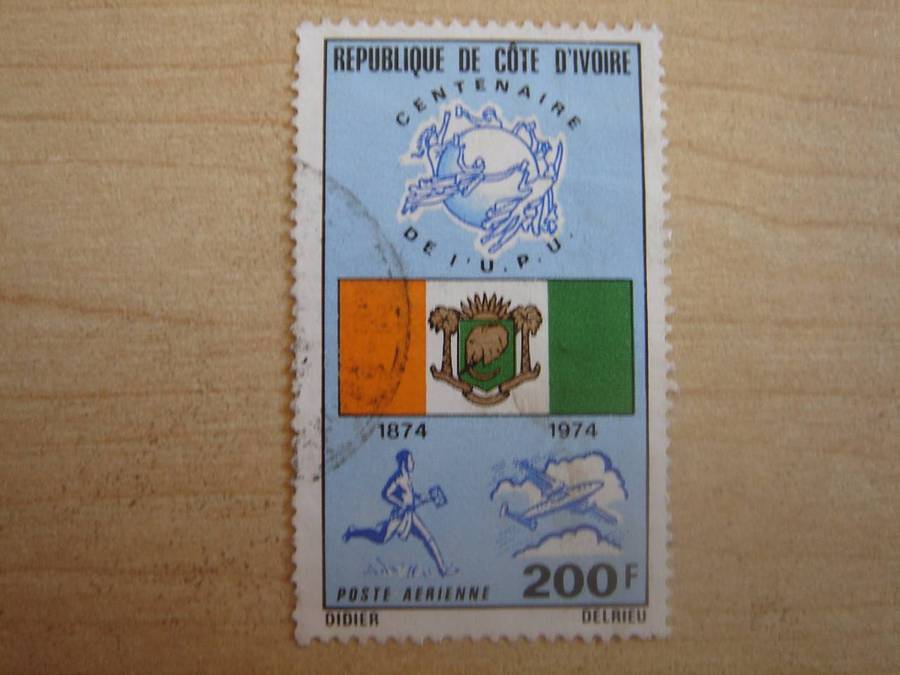 REPUBLIQUE DE CÔTE D'IVOIRE
CENTENAIRE
DE l'U.P.U.
1874 1974
POSTE AERIENNE 200F
DIDIER DELRIEU